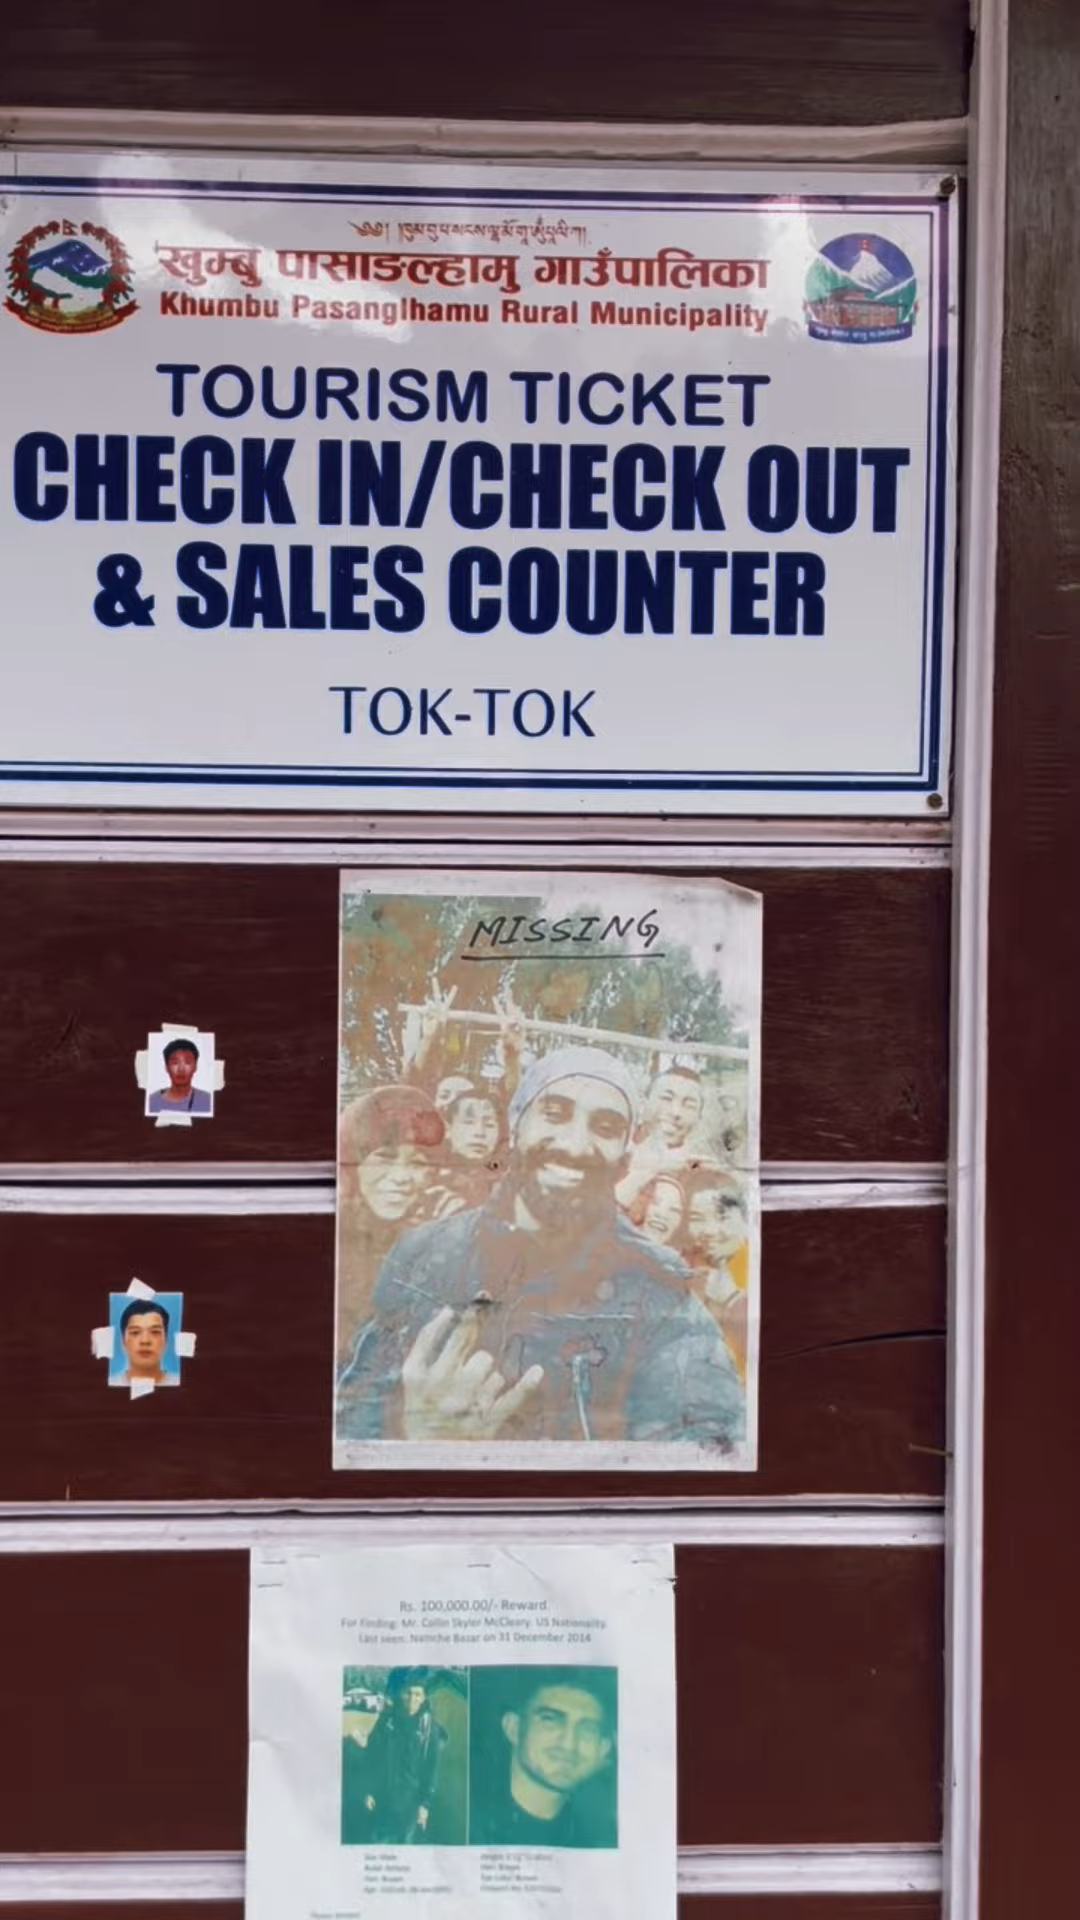 खुम्बु पासाङल्हामु गाउँपालिका
Khumbu Pasanglhamu Rural Municipality
TOURISM TICKET
CHECK IN/CHECK OUT
& SALES COUNTER
TOK-TOK
MISSING
Rs. 100,000.00/- Reward
For Finding: Mr. Collin Skyler McCleary. US Nationality.
Last seen: Namche Bazar on 31 December 2014